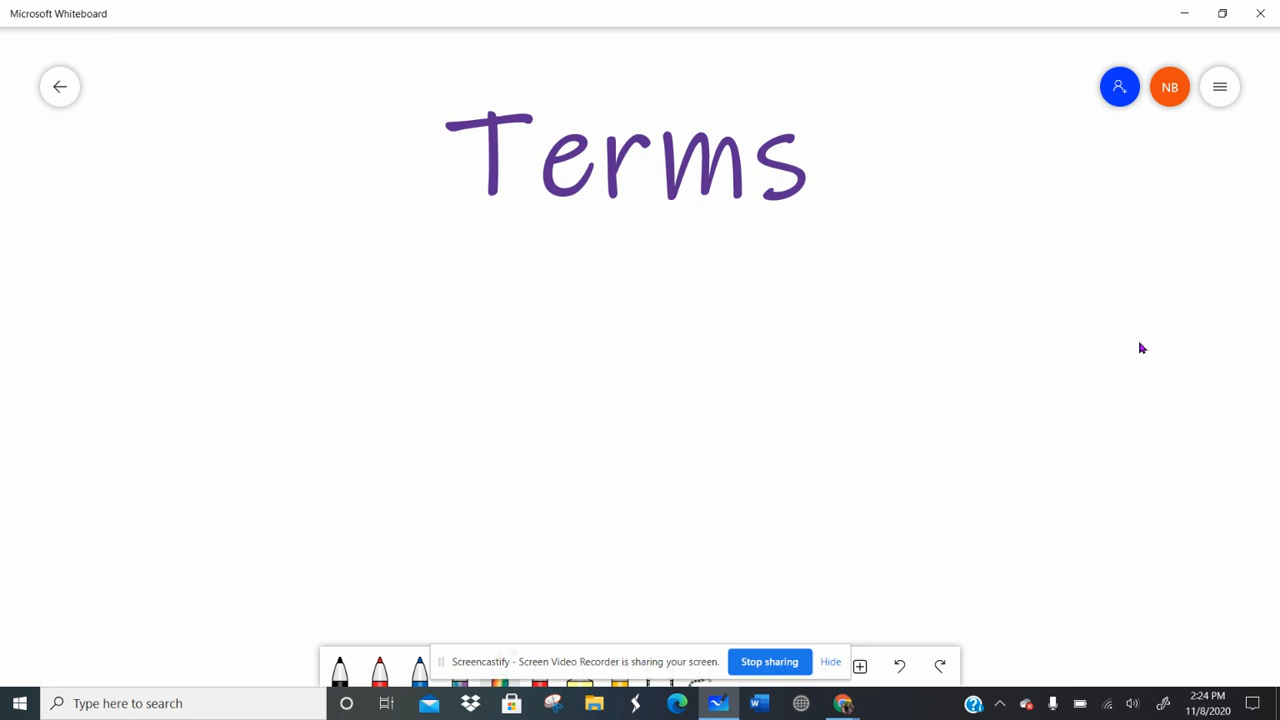 Microsoft Whiteboard
NB
Terms
Screencastify - Screen Video Recorder is sharing your screen.
Stop sharing
Hide
Type here to search
2:24 PM
11/8/2020